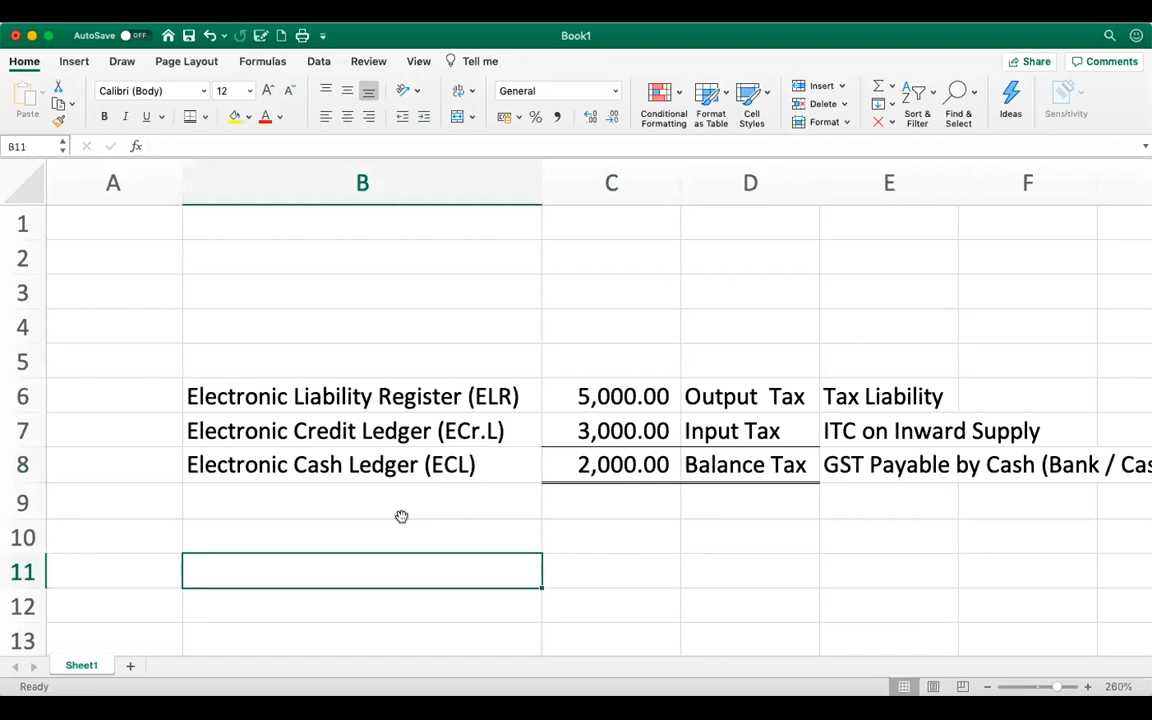 AutoSave OFF Book1
Home Insert Draw Page Layout Formulas Data Review View Tell me Share Comments
Paste Calibri (Body) 12 General Conditional Formatting Format as Table Cell Styles Insert Delete Format Sort & Filter Find & Select Ideas Sensitivity
B11 fx
A B C D E F
1
2
3
4
5
6 Electronic Liability Register (ELR) 5,000.00 Output Tax Tax Liability
7 Electronic Credit Ledger (ECr.L) 3,000.00 Input Tax ITC on Inward Supply
8 Electronic Cash Ledger (ECL) 2,000.00 Balance Tax GST Payable by Cash (Bank / Cas
9
10
11
12
13
Sheet1
Ready 260%